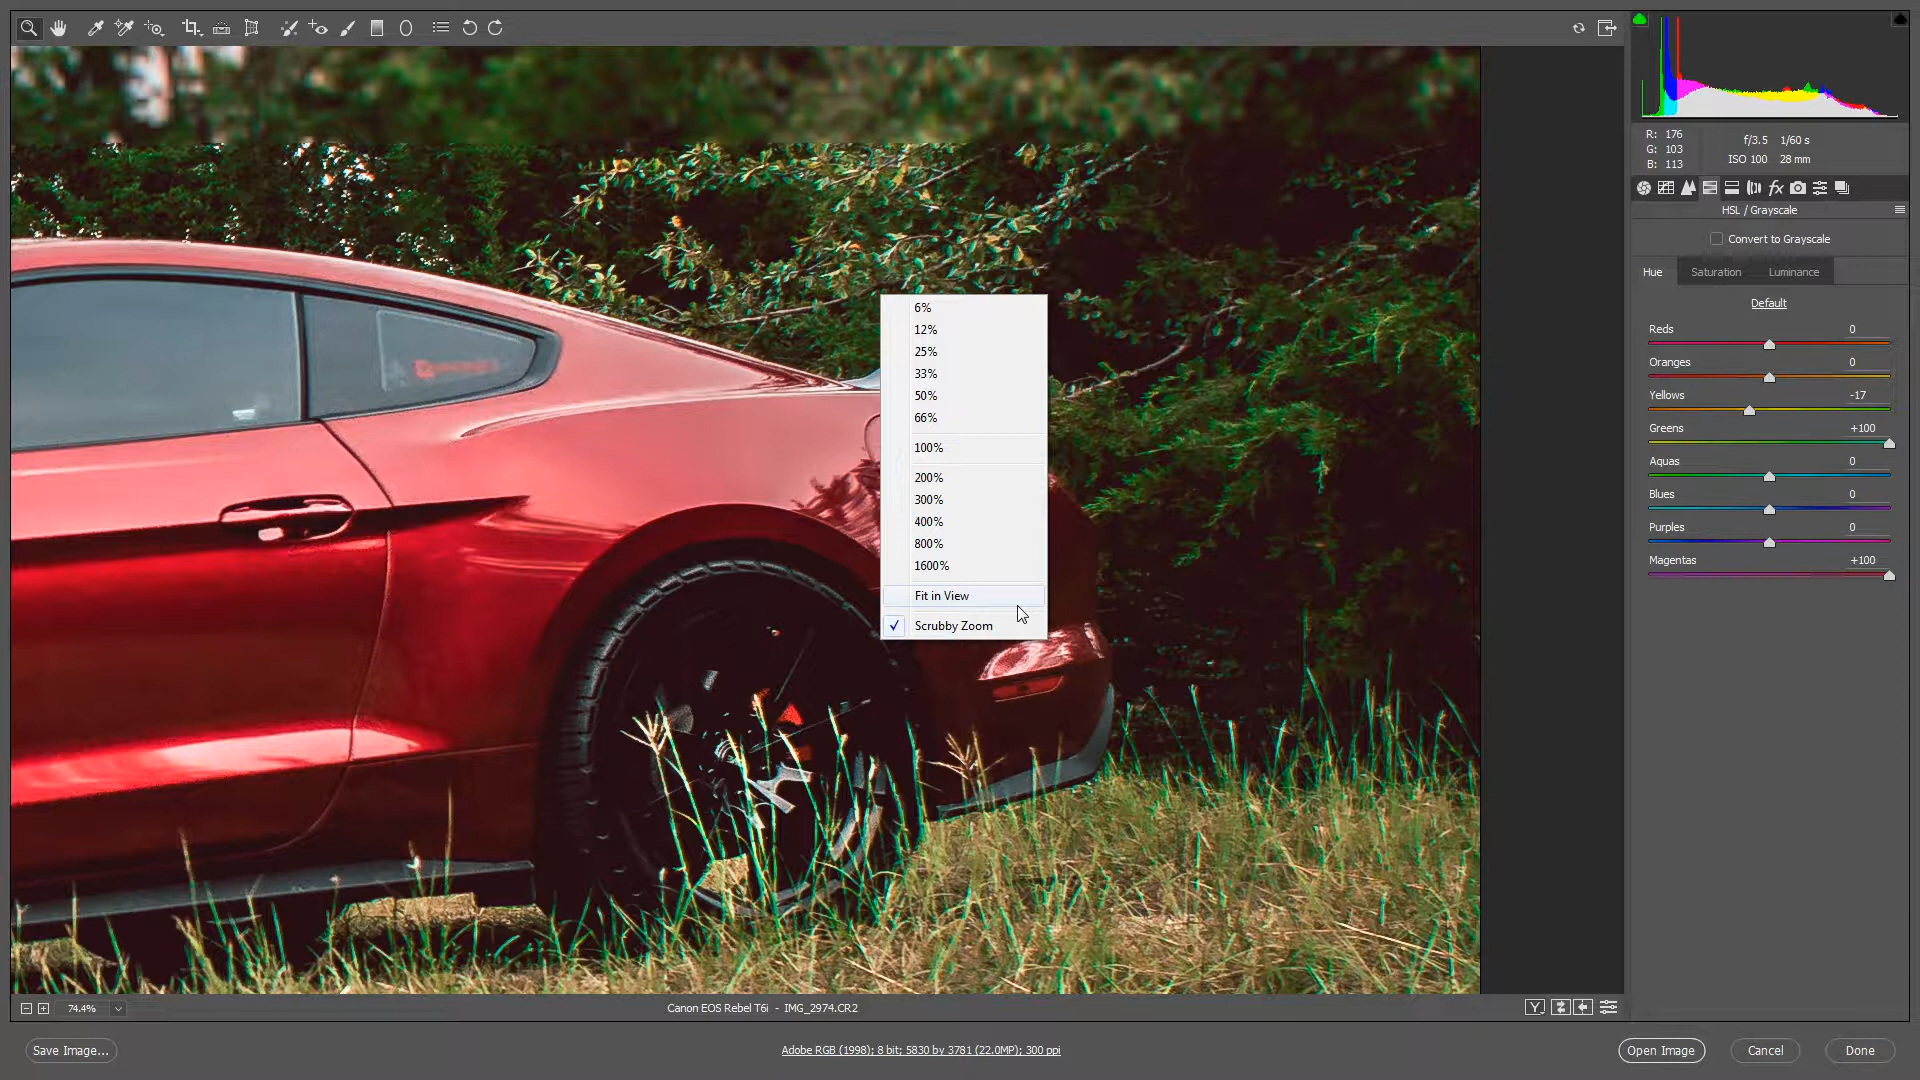 R: 176
G: 103
B: 113
f/3.5 1/60 s
ISO 100 28 mm
fx
HSL / Grayscale
Convert to Grayscale
Hue Saturation Luminance
Default
Reds 0
Oranges 0
Yellows -17
Greens +100
Aquas 0
Blues 0
Purples 0
Magentas +100
6%
12%
25%
33%
50%
66%
100%
200%
300%
400%
800%
1600%
Fit in View
Scrubby Zoom
74.4%
Canon EOS Rebel T6i - IMG_2974.CR2
Y
Save Image...
Adobe RGB (1998); 8 bit; 5830 by 3781 (22.0MP); 300 ppi
Open Image
Cancel
Done